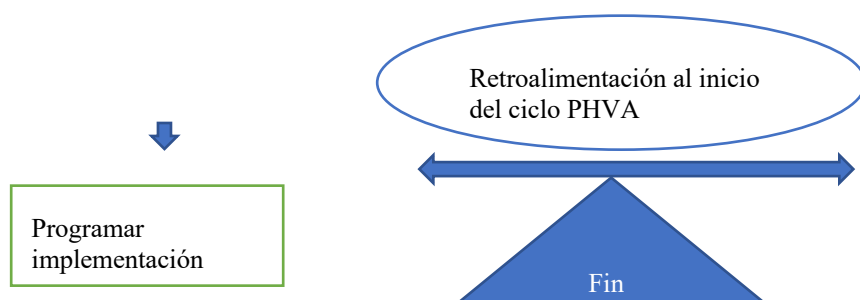 Retroalimentación al inicio
del ciclo PHVA
Programar
implementación
Fin